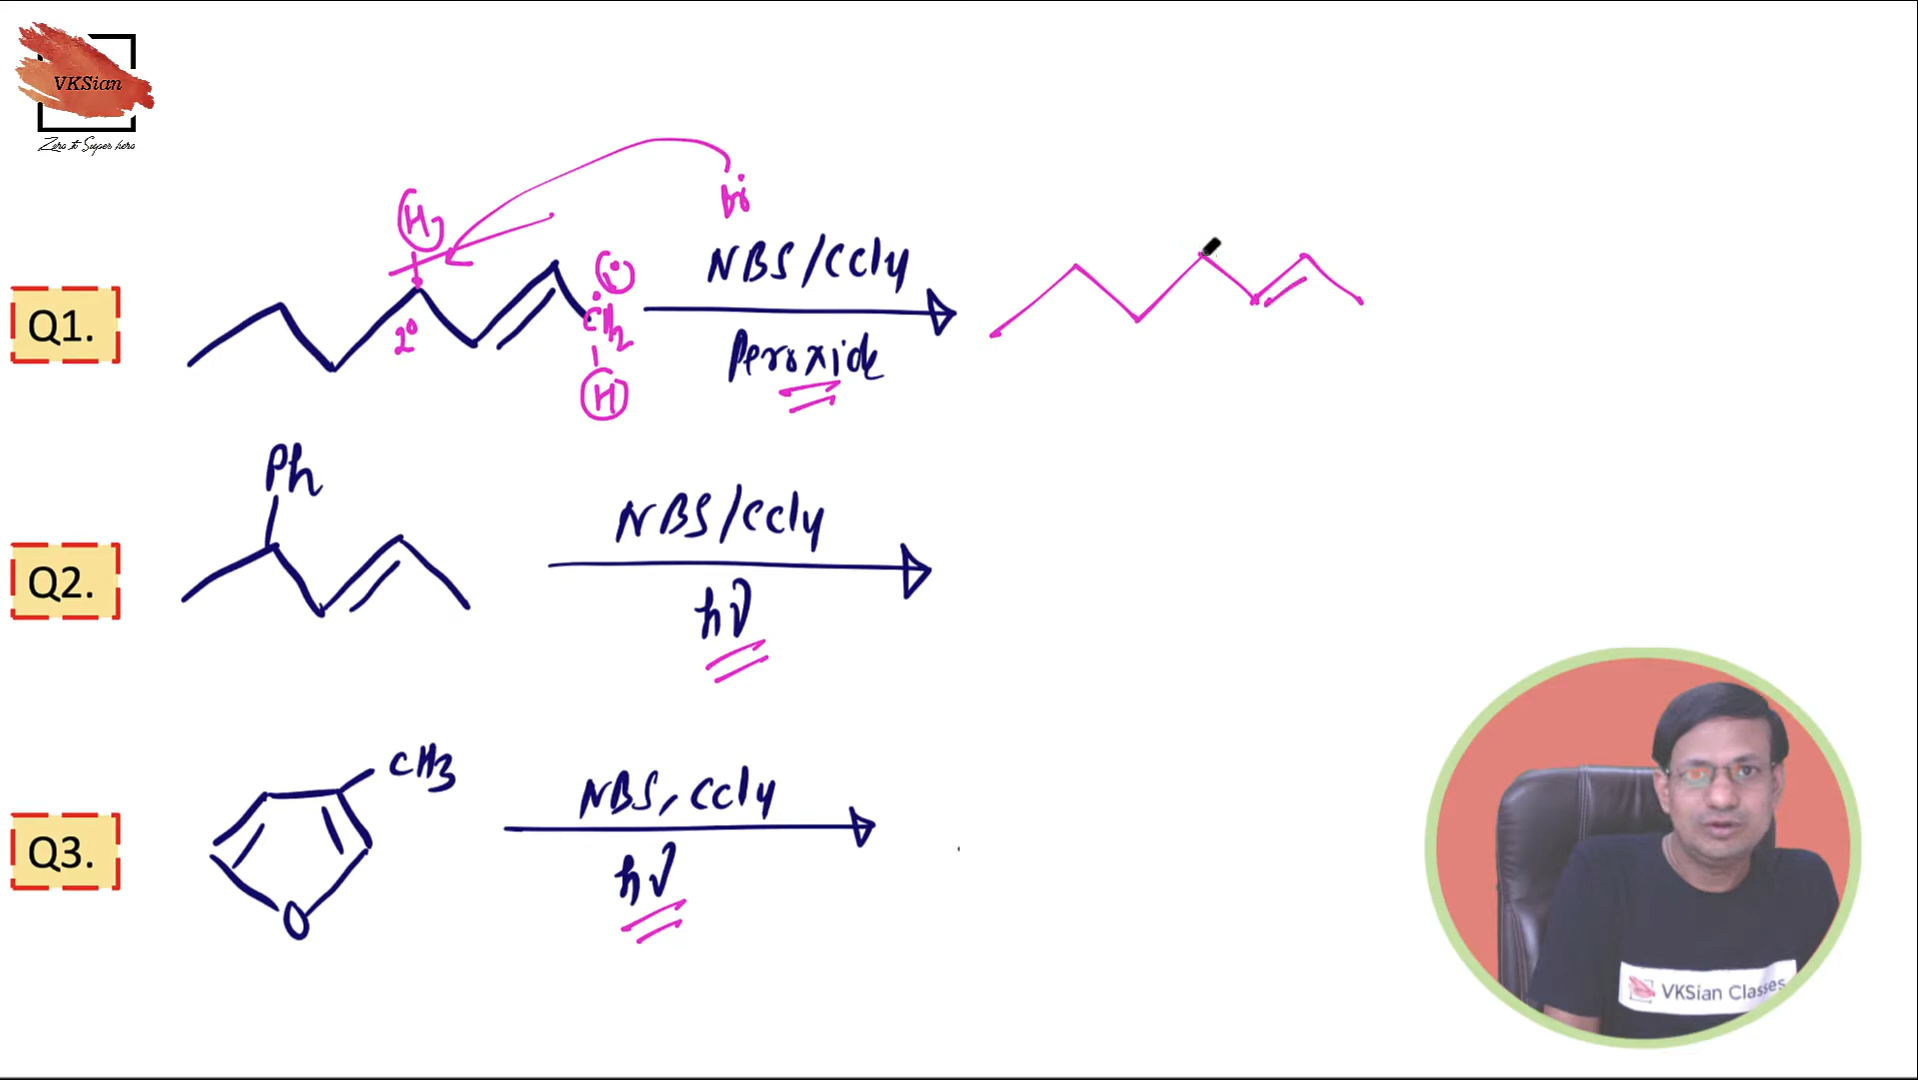 VKSian
Zero to Super hero
Q1.
H
2°
CH2
H
Br
NBS/CCl4
Peroxide
Q2.
Ph
NBS/CCl4
hν
Q3.
CH3
O
NBS, CCl4
hν
VKSian Classes